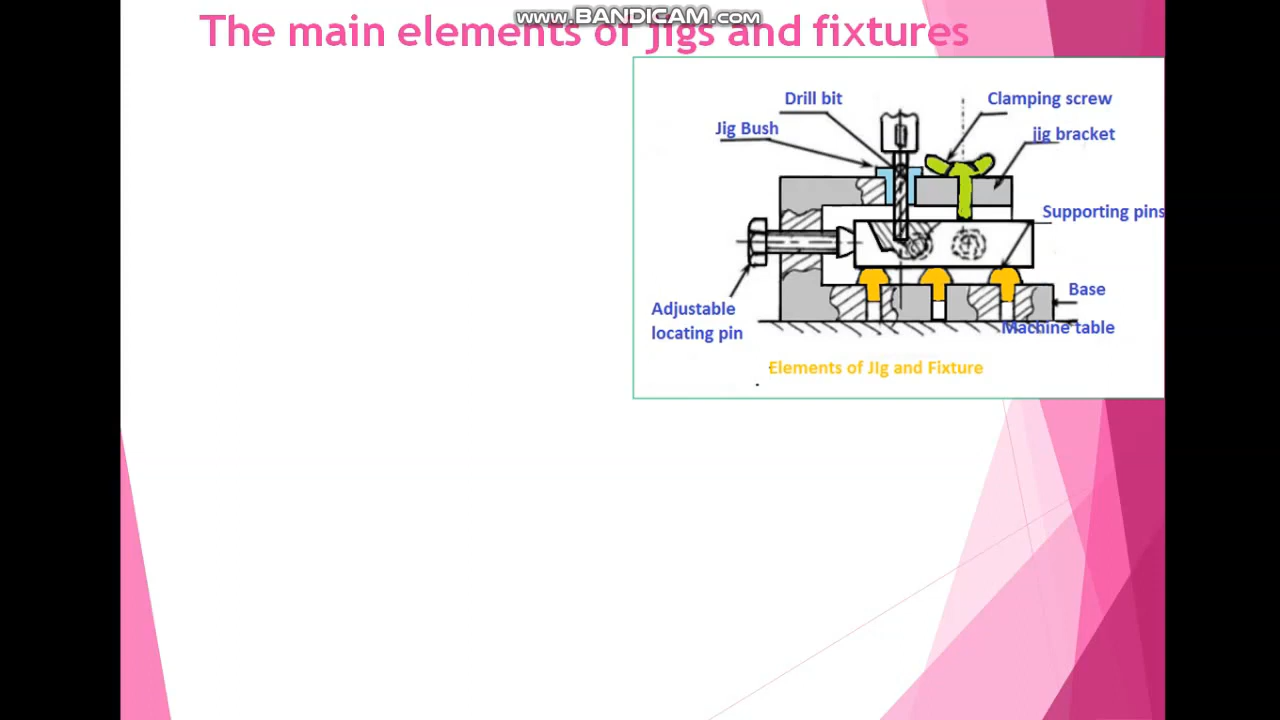 www.BANDICAM.com
The main elements of jigs and fixtures
Drill bit
Clamping screw
Jig Bush
jig bracket
Supporting pins
Base
Adjustable
locating pin
Machine table
Elements of JIg and Fixture